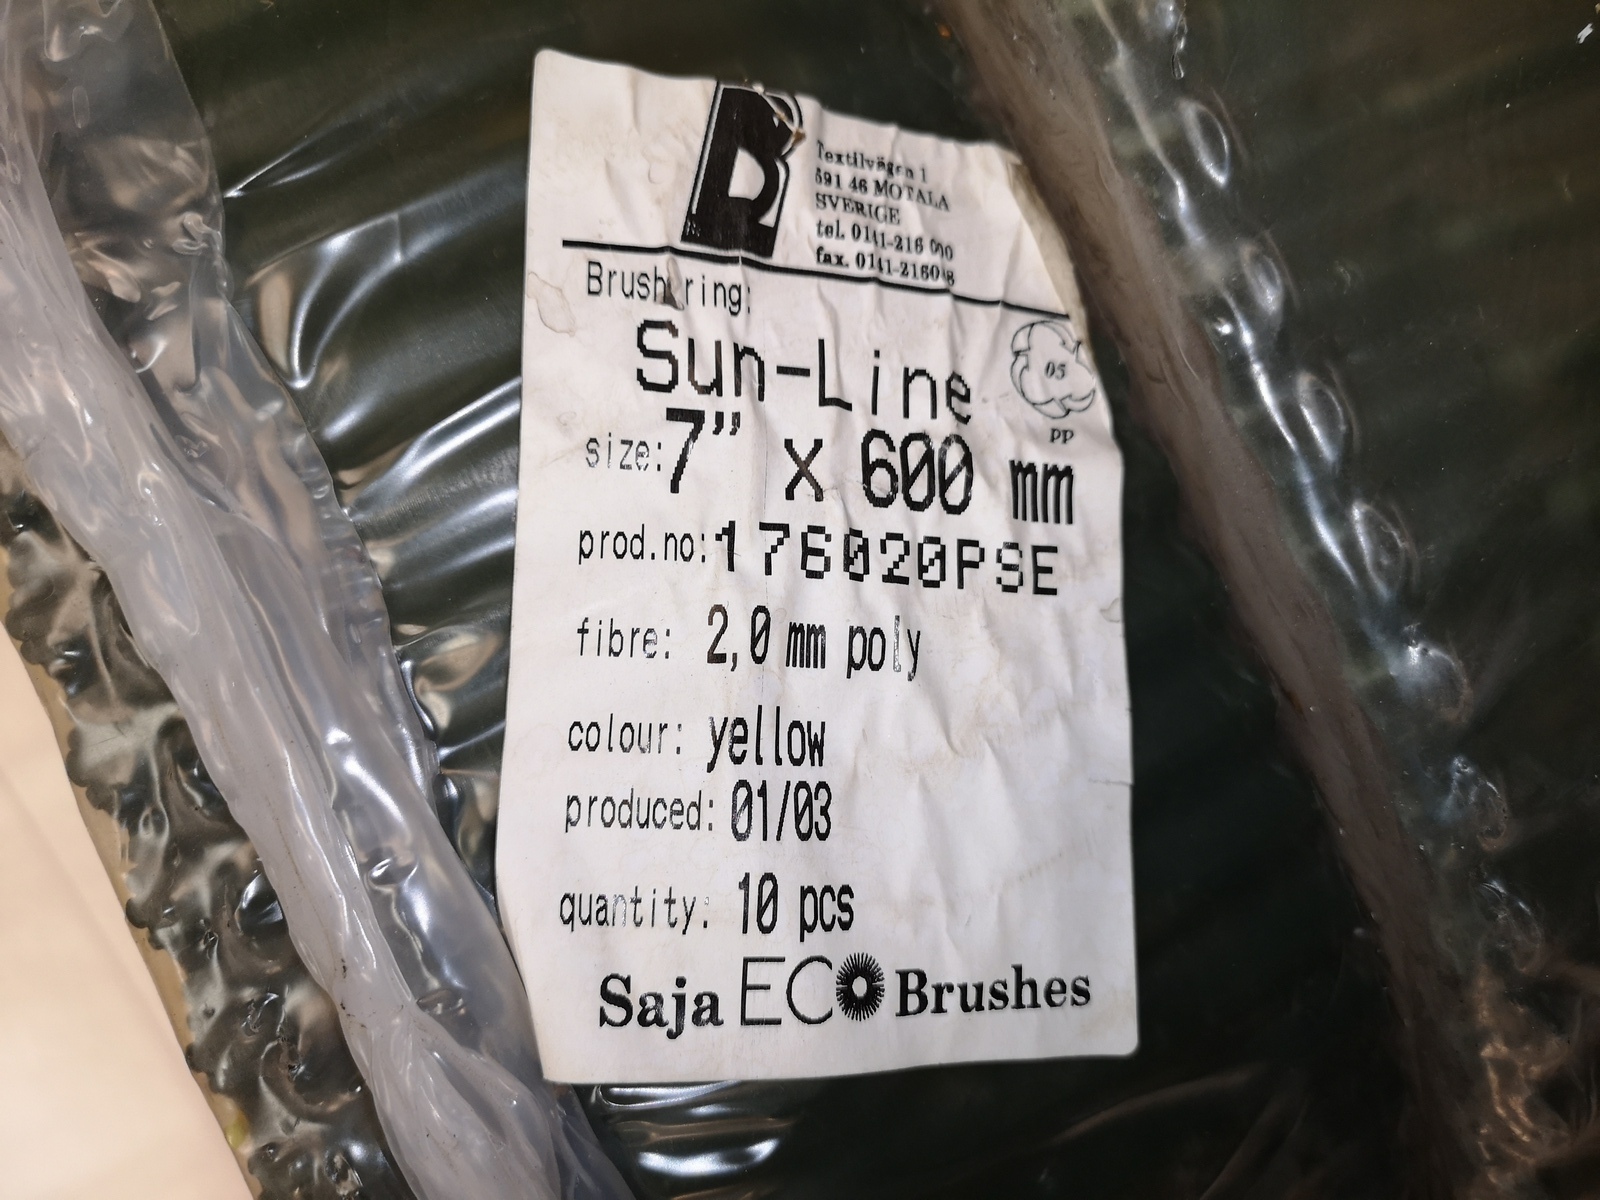 Textilvägen 1
591 46 MOTALA
SVERIGE
tel. 0141-216 000
fax. 0141-216048
Brush ring:
Sun-Line
05
PP
size: 7" x 600 mm
prod.no: 176020PSE
fibre: 2,0 mm poly
colour: yellow
produced: 01/03
quantity: 10 pcs
Saja ECO Brushes